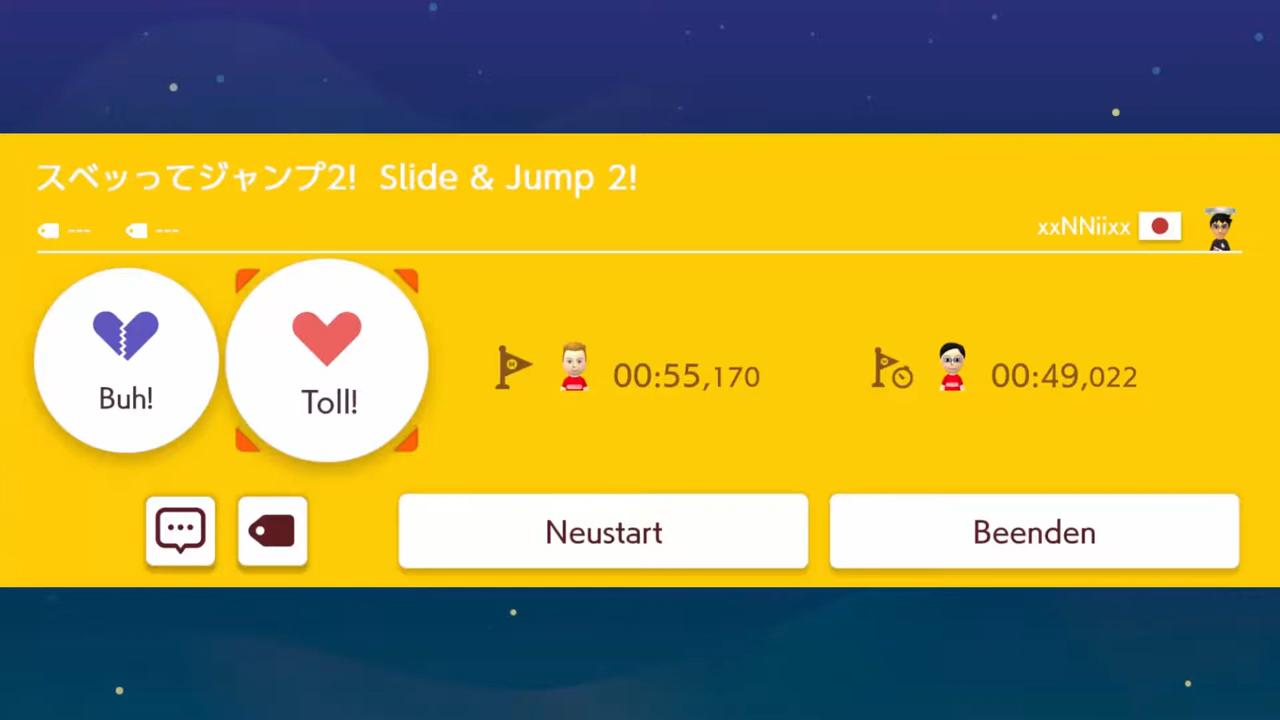 スベッってジャンプ2!  Slide & Jump 2!
--- ---
xxNNiixx
Buh!
Toll!
00:55,170
00:49,022
Neustart
Beenden